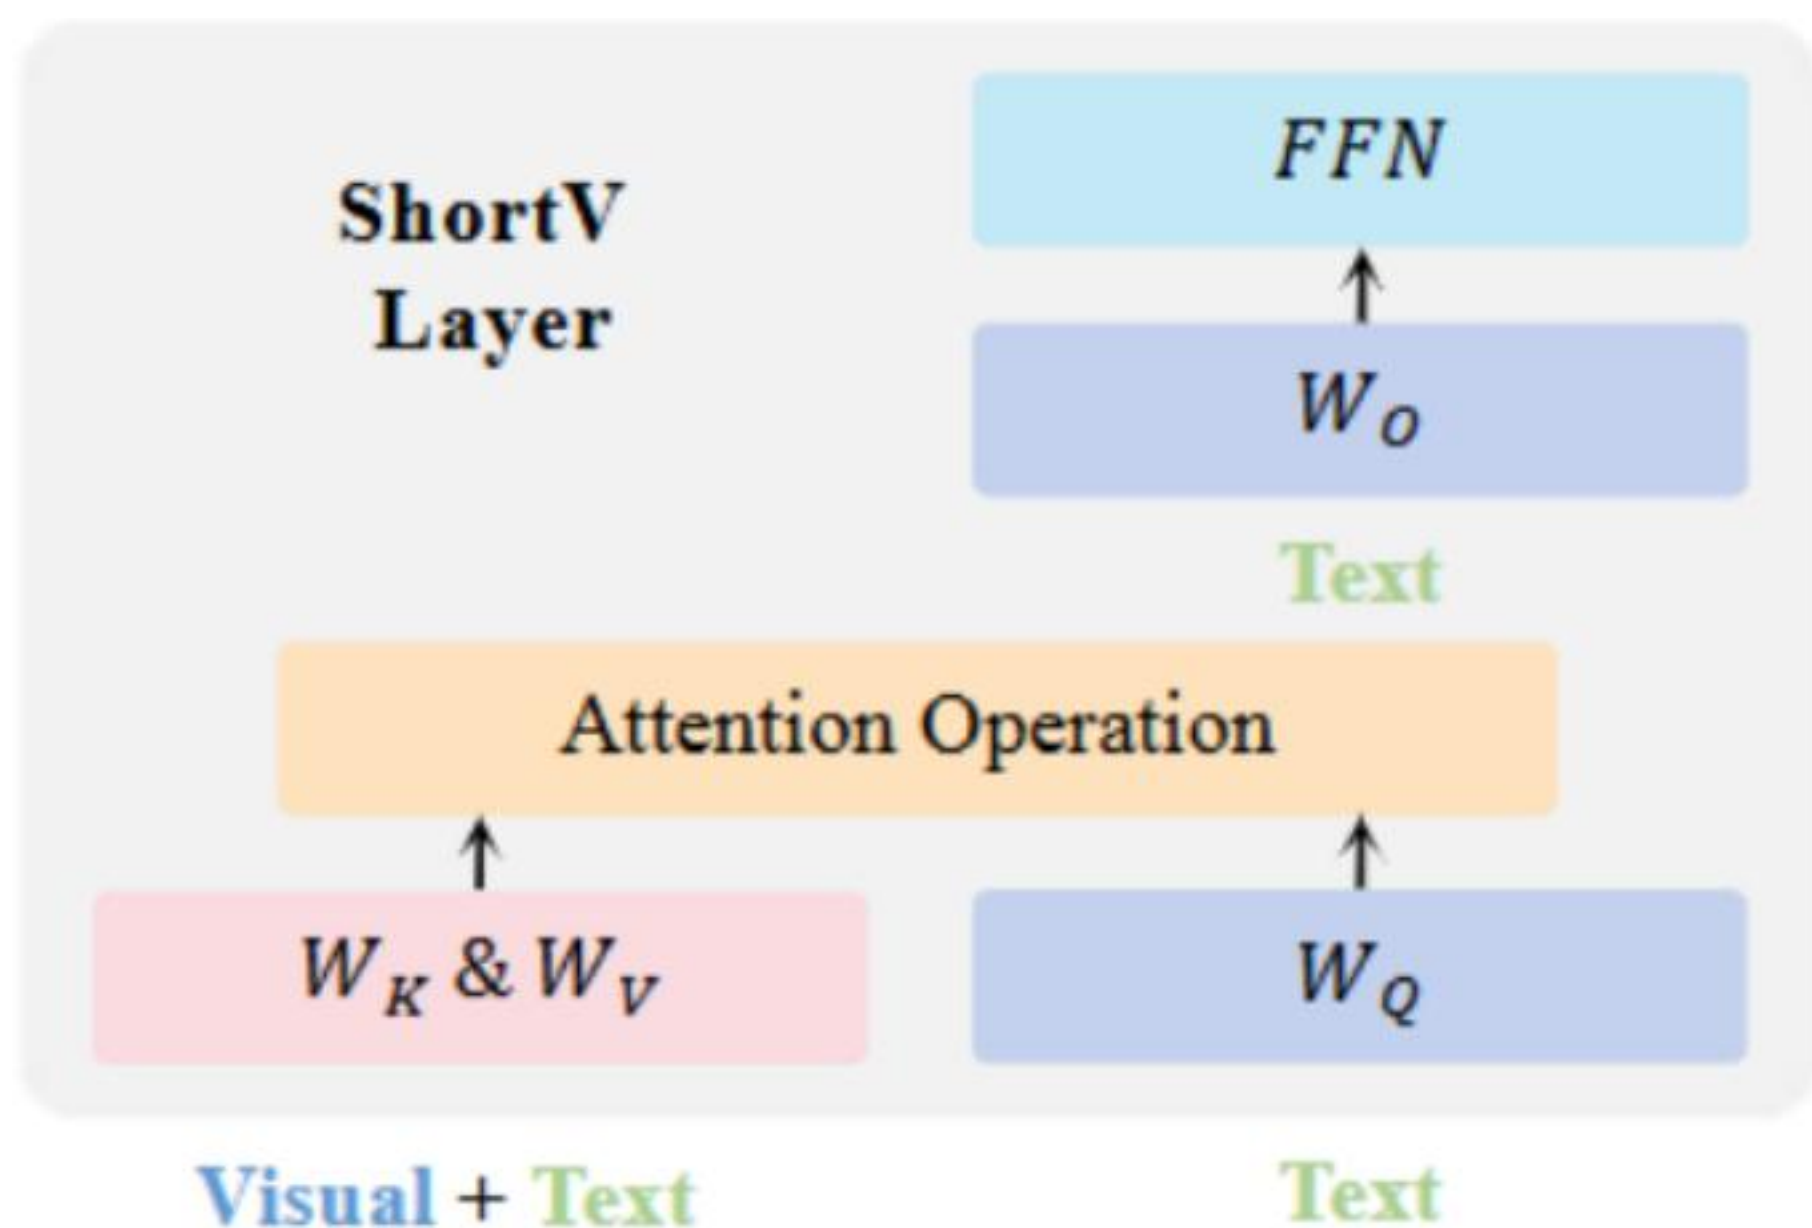 FFN
ShortV
Layer
W_O
Text
Attention Operation
W_K & W_V
W_Q
Visual + Text
Text